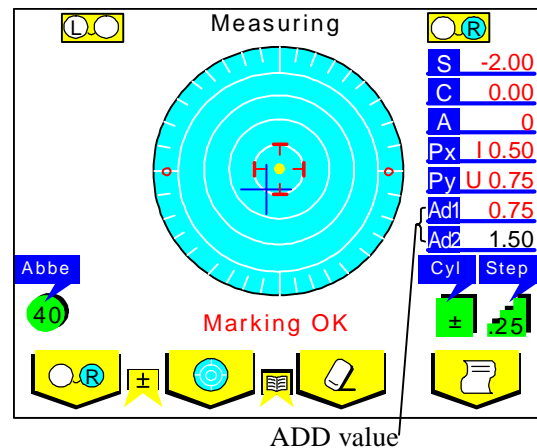 Measuring
L
R
S -2.00
C 0.00
A 0
Px I 0.50
Py U 0.75
Ad1 0.75
Ad2 1.50
Abbe
Cyl Step
40
± .25
Marking OK
R
±
ADD value